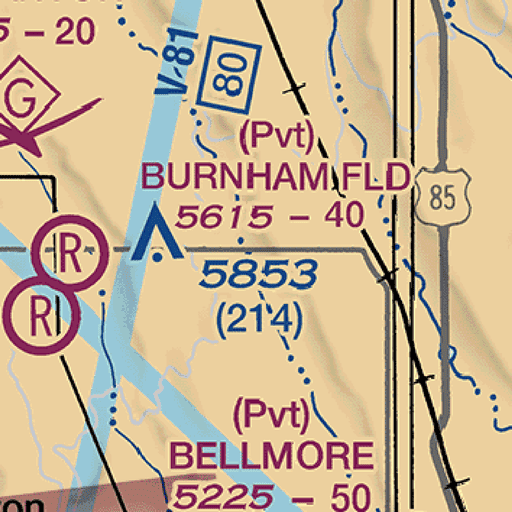 5 - 20
V-81
80
G
(Pvt)
BURNHAM FLD
5615 - 40
85
R
5853
R
(214)
(Pvt)
BELLMORE
5225 - 50